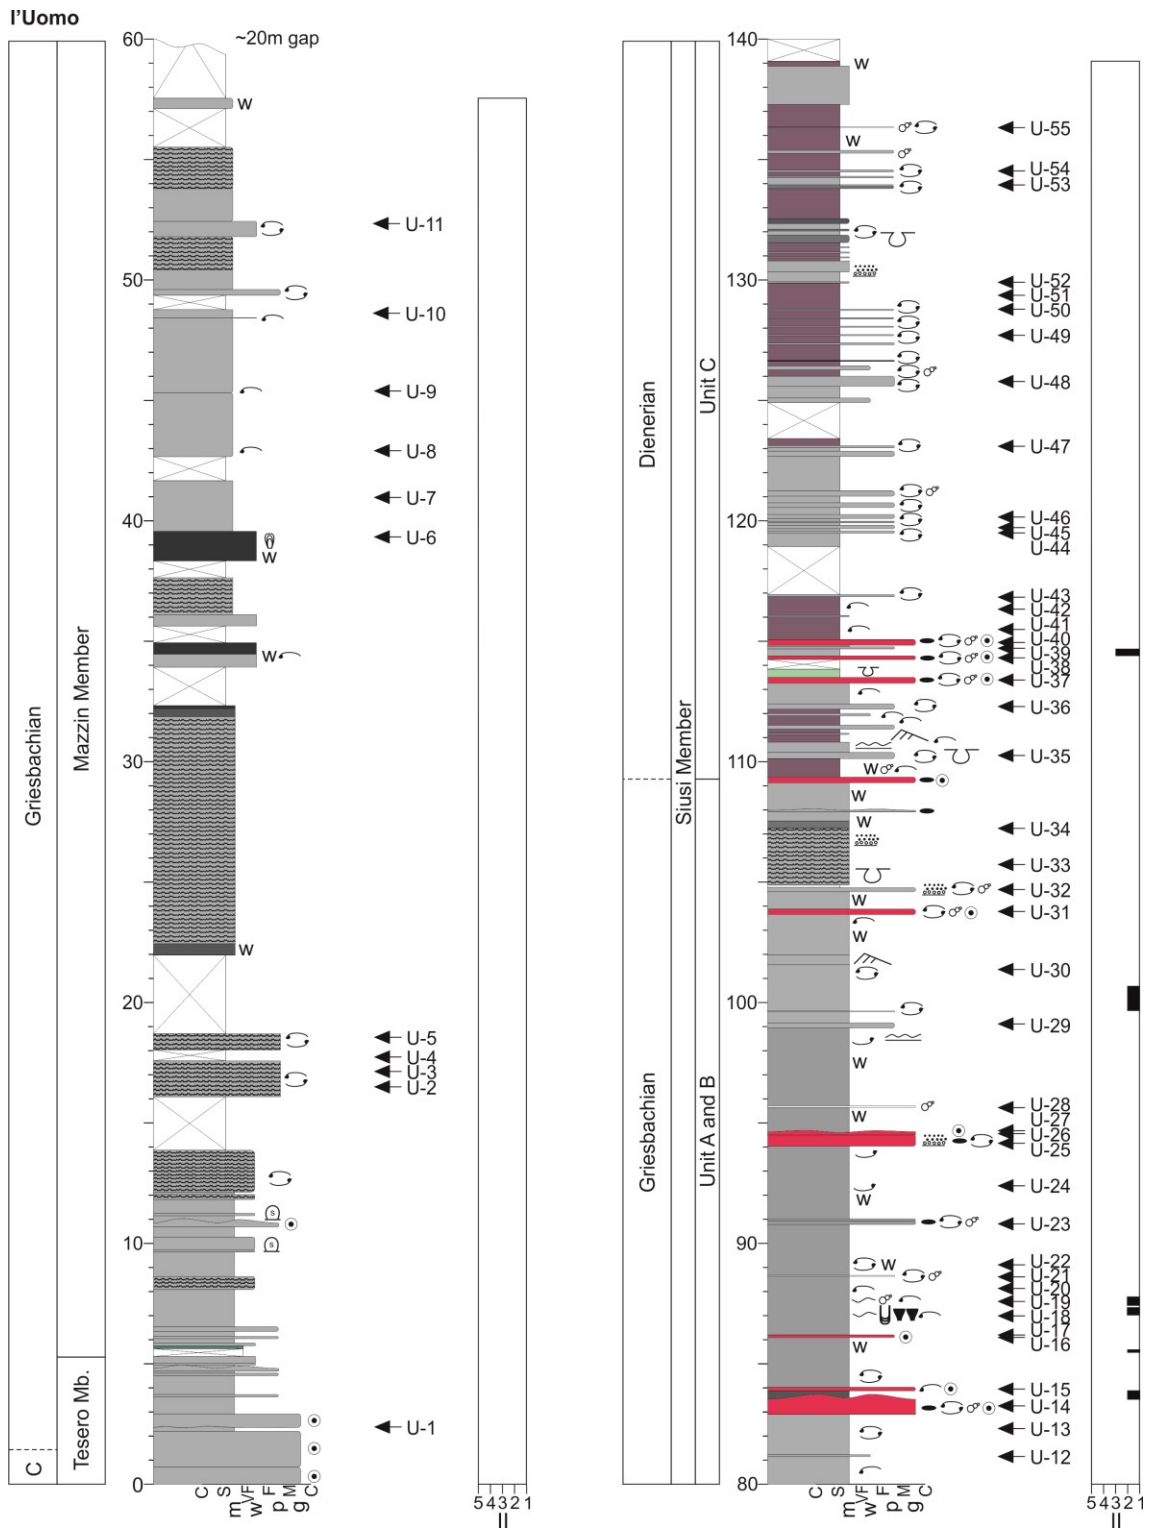 l'Uomo
~20m gap
60
50
40
30
20
10
0
Griesbachian
C
Mazzin Member
Tesero Mb.
W
U-11
U-10
U-9
U-8
U-7
U-6
W
W
W
U-5
U-4
U-3
U-2
S
S
U-1
C S m VF w F p M g C
5 4 3 2 1
II
140
130
120
110
100
90
80
Dienerian
Griesbachian
Siusi Member
Unit C
Unit A and B
W
U-55
W
U-54
U-53
U-52
U-51
U-50
U-49
U-48
U-47
U-46
U-45
U-44
U-43
U-42
U-41
U-40
U-39
U-38
U-37
U-36
U-35
W
W
W
U-34
U-33
U-32
W
U-31
W
U-30
U-29
W
U-28
W
U-27
U-26
U-25
U-24
W
U-23
U-22
W
U-21
U-20
U-19
U-18
U-17
U-16
W
U-15
U-14
U-13
U-12
C S m VF w F p M g C
5 4 3 2 1
II